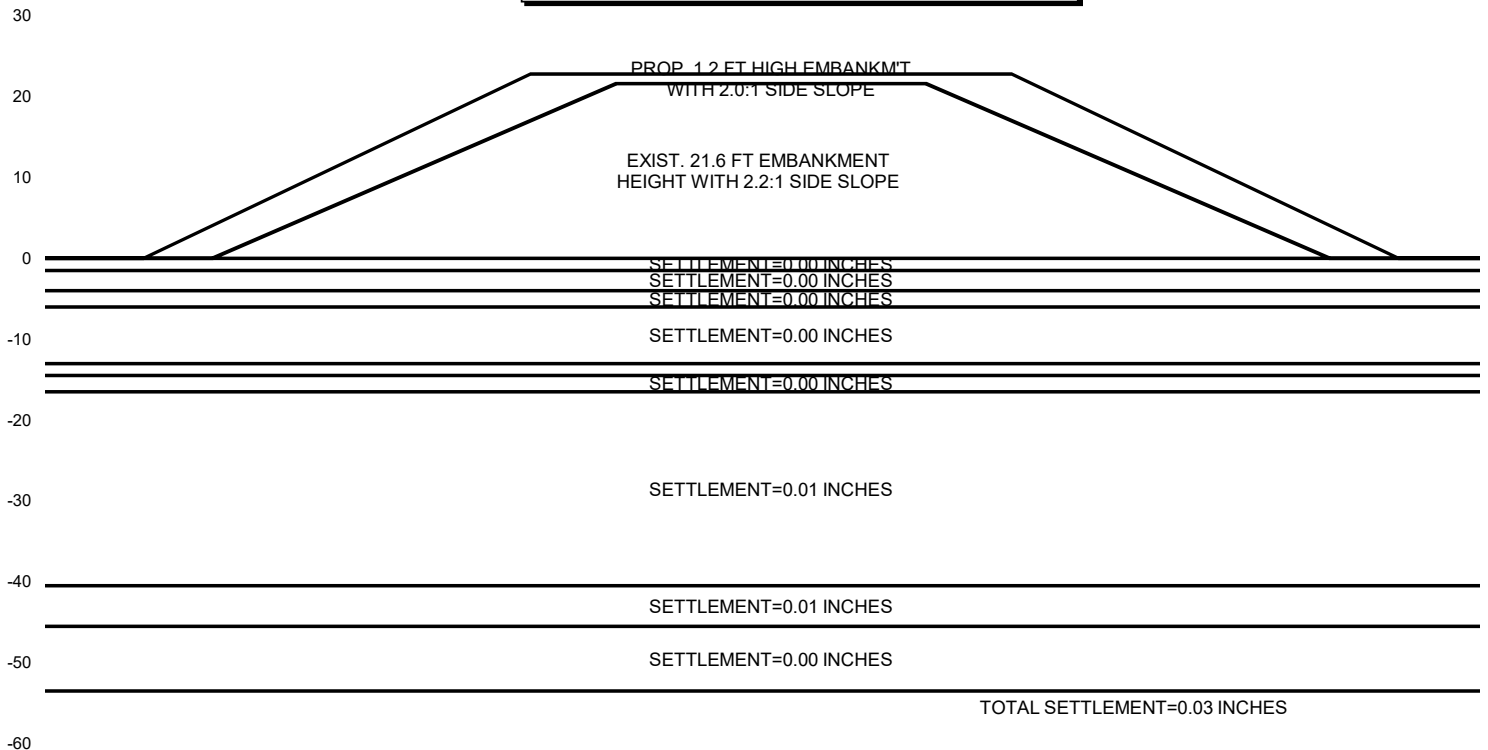 30
PROP. 1.2 FT HIGH EMBANKM'T
20
WITH 2.0:1 SIDE SLOPE
EXIST. 21.6 FT EMBANKMENT
10
HEIGHT WITH 2.2:1 SIDE SLOPE
0
SETTLEMENT=0.00 INCHES
SETTLEMENT=0.00 INCHES
SETTLEMENT=0.00 INCHES
-10
SETTLEMENT=0.00 INCHES
SETTLEMENT=0.00 INCHES
-20
-30
SETTLEMENT=0.01 INCHES
-40
SETTLEMENT=0.01 INCHES
-50
SETTLEMENT=0.00 INCHES
TOTAL SETTLEMENT=0.03 INCHES
-60